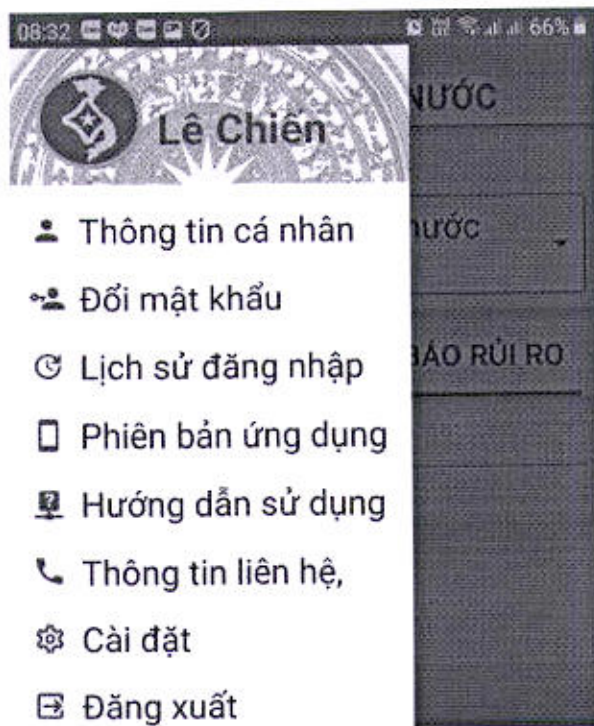 08:32
66%
Lê Chiến
NƯỚC
Thông tin cá nhân
Đổi mật khẩu
Lịch sử đăng nhập
BÁO RỦI RO
Phiên bản ứng dụng
Hướng dẫn sử dụng
Thông tin liên hệ,
Cài đặt
Đăng xuất